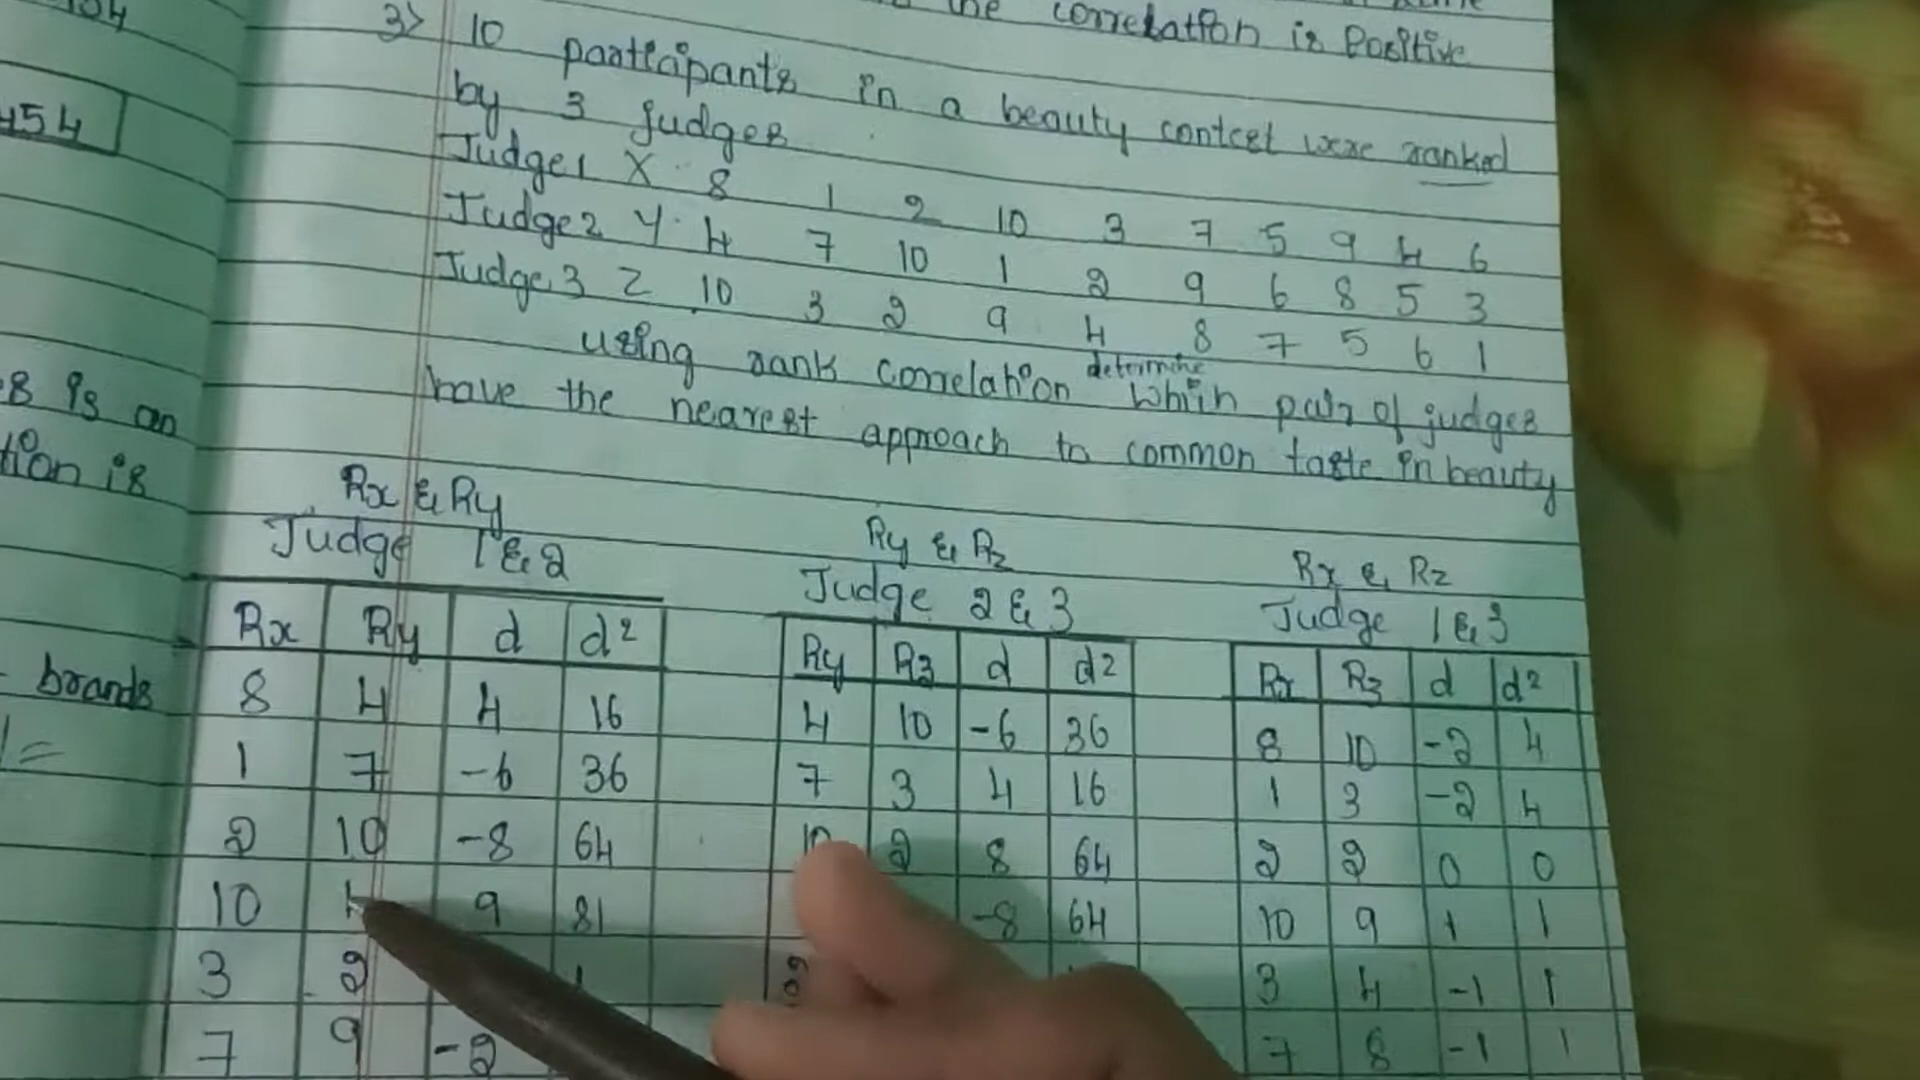 the correlation is Positive
3> 10 participants in a beauty contest were ranked
by 3 judges
Judge1 X 8 1 2 10 3 7 5 9 4 6
Judge2 Y 4 7 10 1 2 9 6 8 5 3
Judge3 Z 10 3 2 9 4 8 7 5 6 1
using rank correlation determine which pair of judges
have the nearest approach to common taste in beauty
454
8 is an
tion is
brands
Rx & Ry
Judge 1 & 2
Rx Ry d d²
8 4 4 16
1 7 -6 36
2 10 -8 64
10 9 81
3 2
7 9 -2
Ry & Rz
Judge 2 & 3
Ry R3 d d²
4 10 -6 36
7 3 4 16
10 2 8 64
-8 64
Rx & Rz
Judge 1 & 3
Rx R3 d d²
8 10 -2 4
1 3 -2 4
2 2 0 0
10 9 1 1
3 4 -1 1
7 8 -1 1